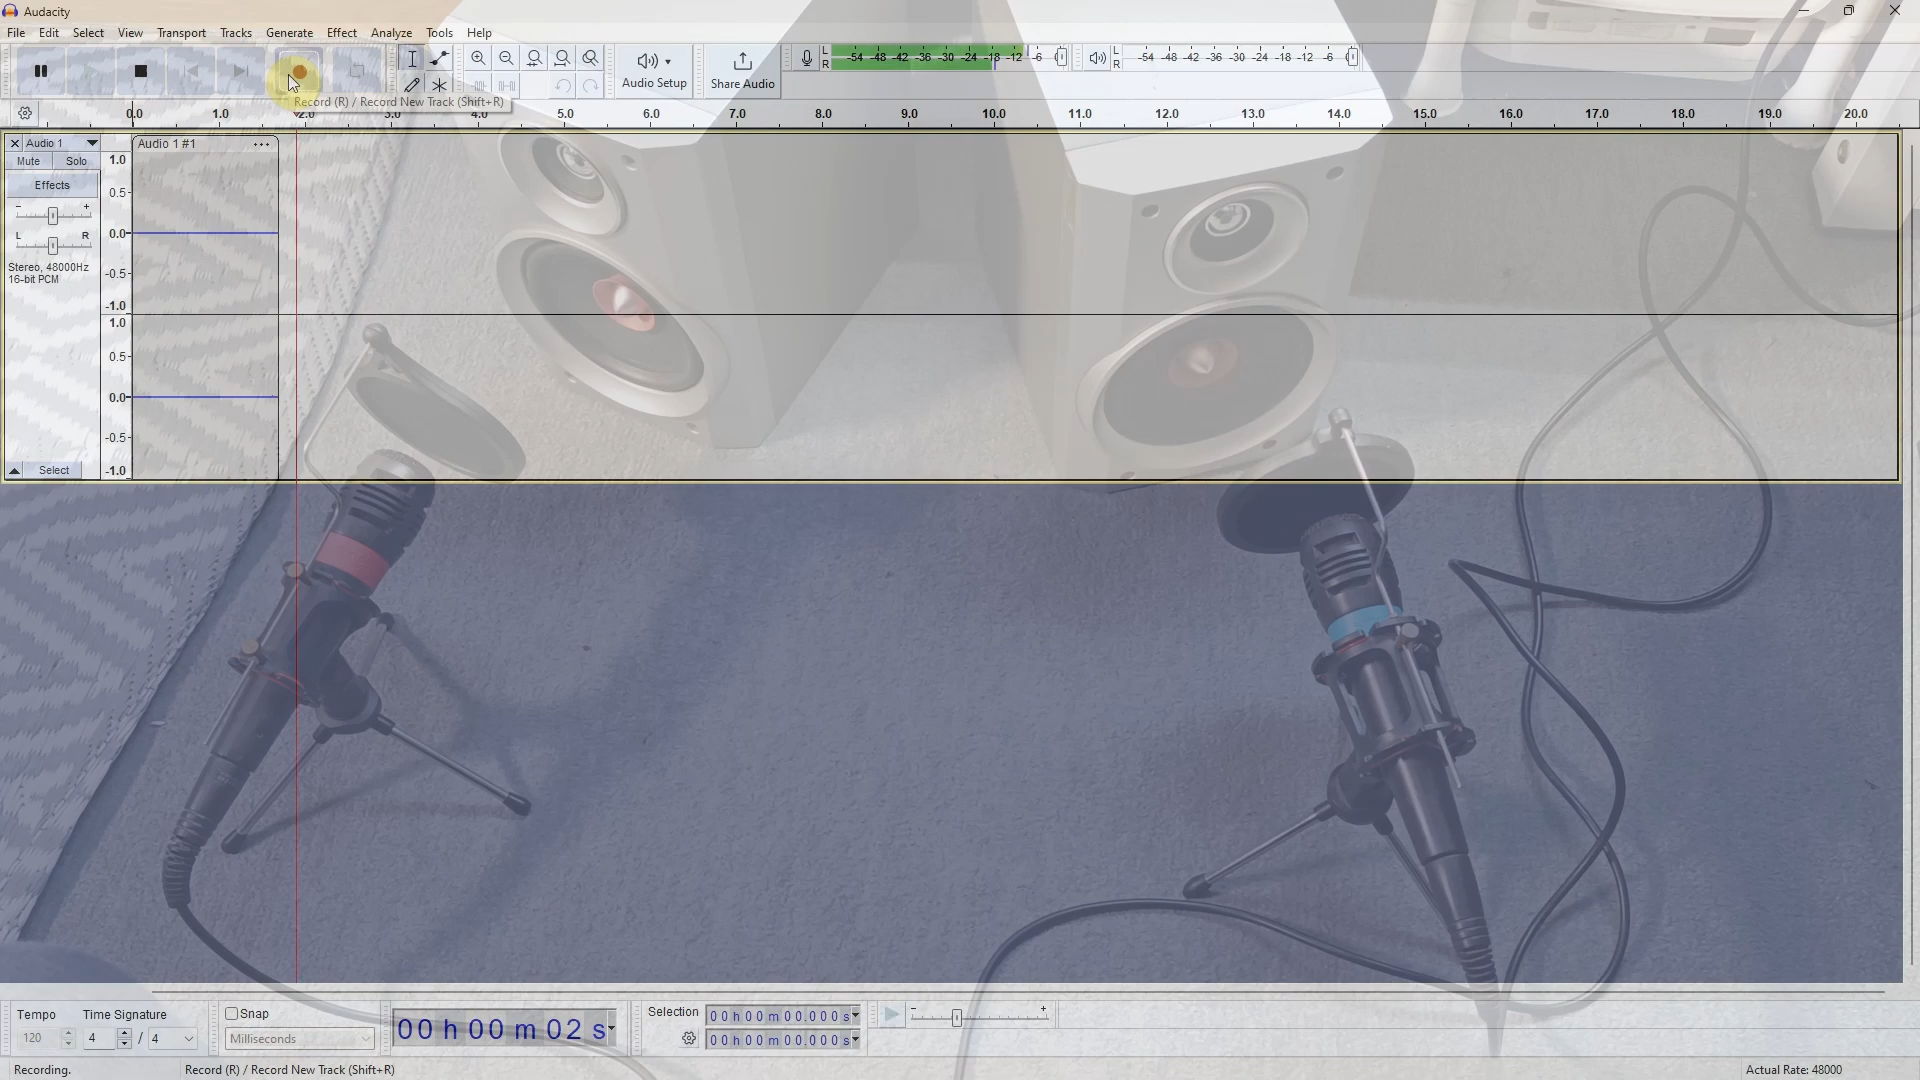 Audacity
File Edit Select View Transport Tracks Generate Effect Analyze Tools Help
Audio Setup
Share Audio
L
R
-54 -48 -42 -36 -30 -24 -18 -12 -6
L
R
-54 -48 -42 -36 -30 -24 -18 -12 -6
Record (R) / Record New Track (Shift+R)
0.0 1.0 2.0 3.0 4.0 5.0 6.0 7.0 8.0 9.0 10.0 11.0 12.0 13.0 14.0 15.0 16.0 17.0 18.0 19.0 20.0
Audio 1
Audio 1 #1
Mute Solo
Effects
- +
L R
Stereo, 48000Hz
16-bit PCM
Select
1.0
0.5
0.0
-0.5
-1.0
1.0
0.5
0.0
-0.5
-1.0
Tempo
120
Time Signature
4 / 4
Snap
Milliseconds
00 h 00 m 02 s
Selection
00 h 00 m 00.000 s
00 h 00 m 00.000 s
- +
Recording.
Record (R) / Record New Track (Shift+R)
Actual Rate: 48000